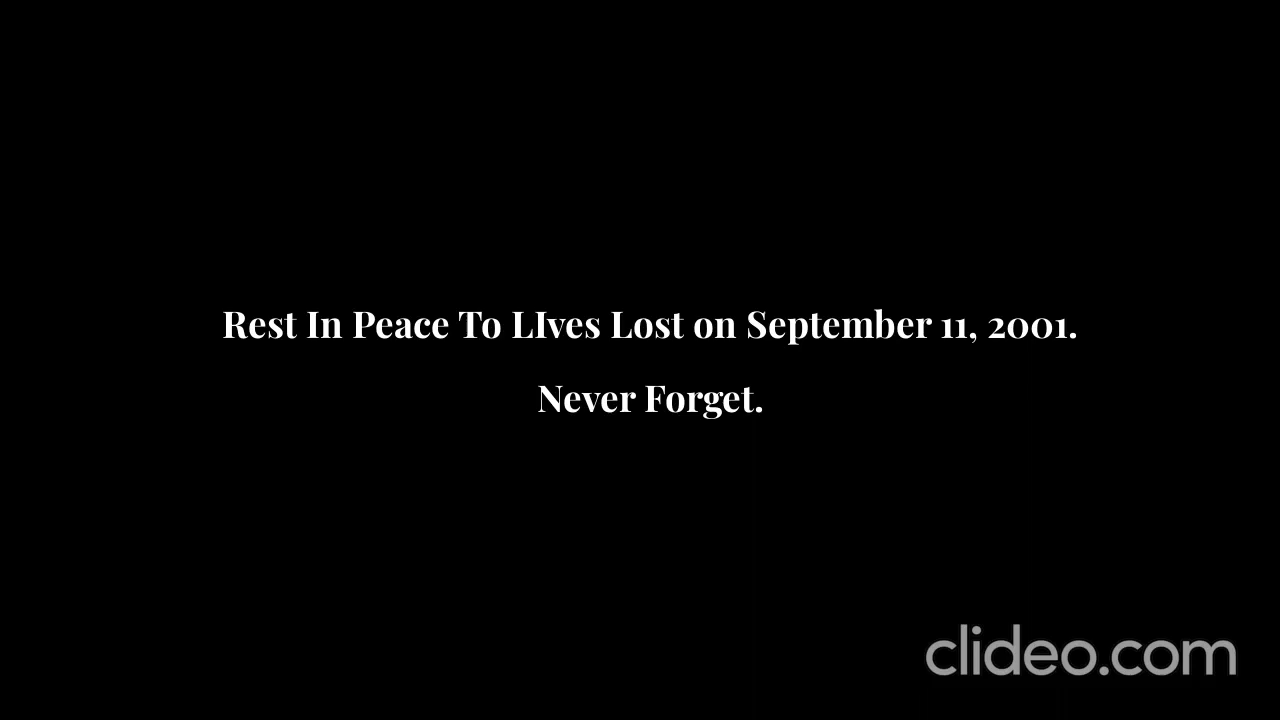 Rest In Peace To LIves Lost on September 11, 2001.
Never Forget.
clideo.com